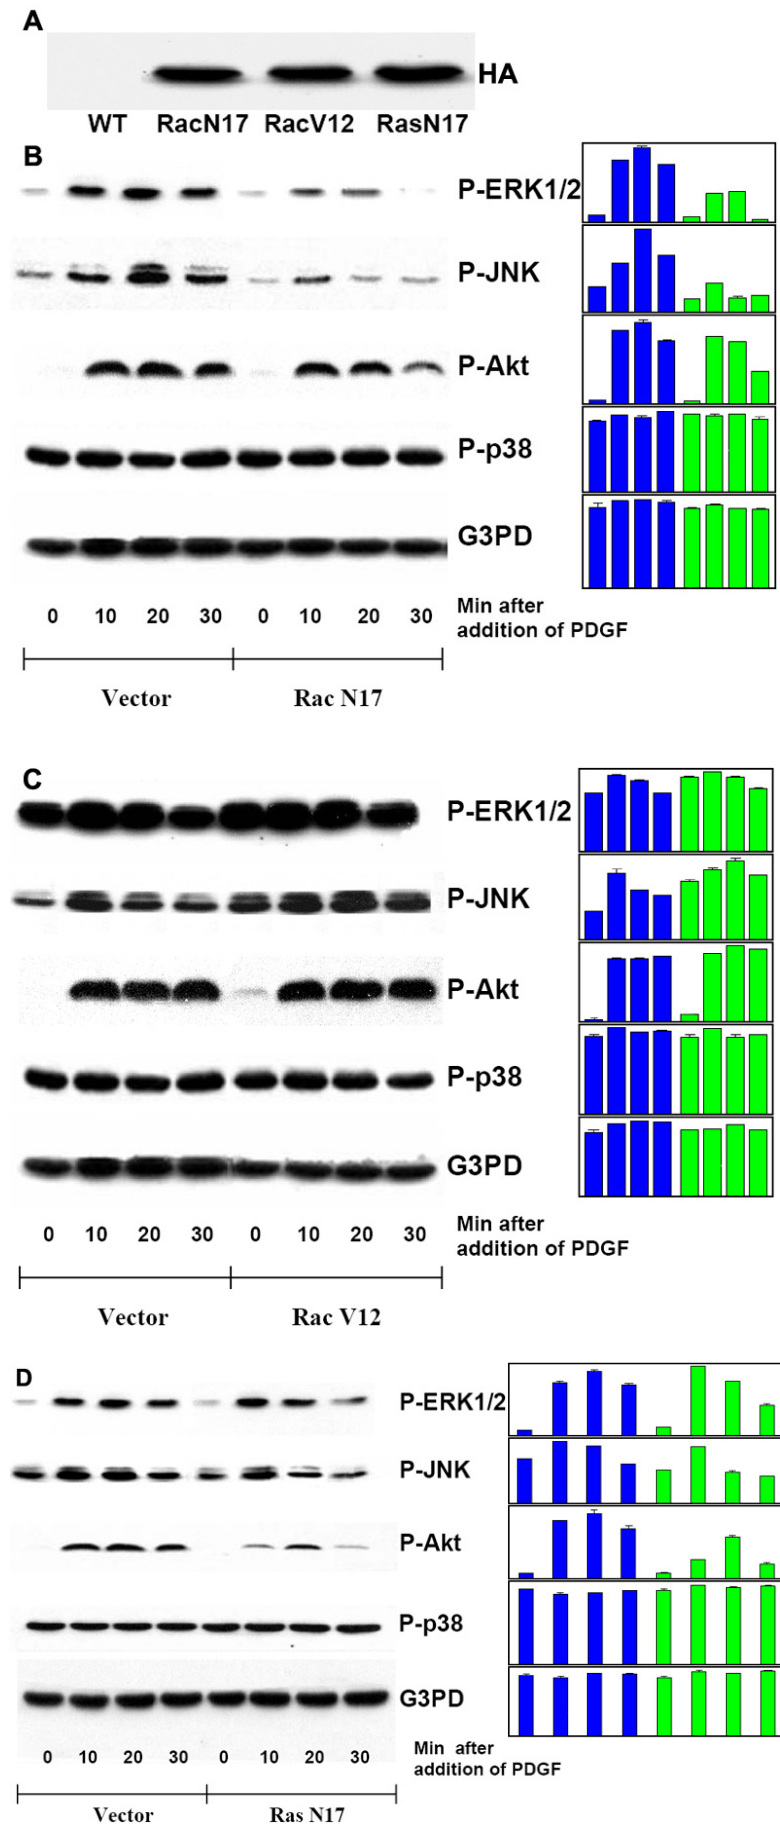 A
HA
WT RacN17 RacV12 RasN17
B
P-ERK1/2
P-JNK
P-Akt
P-p38
G3PD
0 10 20 30 0 10 20 30 Min after
addition of PDGF
Vector Rac N17
C
P-ERK1/2
P-JNK
P-Akt
P-p38
G3PD
0 10 20 30 0 10 20 30 Min after
addition of PDGF
Vector Rac V12
D
P-ERK1/2
P-JNK
P-Akt
P-p38
G3PD
0 10 20 30 0 10 20 30 Min after
addition of PDGF
Vector Ras N17